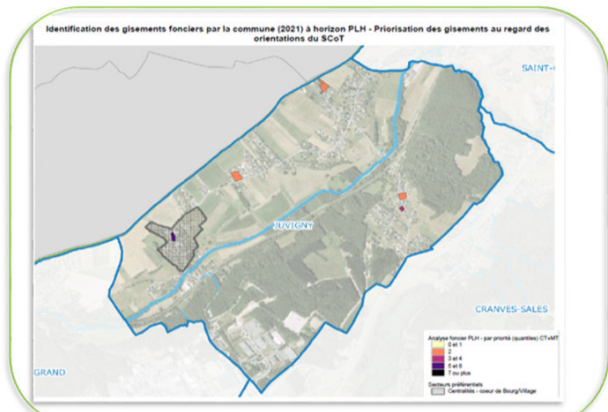 Identification des gisements fonciers par la commune (2021) à horizon PLH - Priorisation des gisements au regard des
orientations du SCoT
SAINT-
JUVIGNY
CRANVES-SALES
GRAND
Analyse foncier PLH - par priorité (quantiles) CT+MT
0 et 1
2
3 et 4
5 et 6
7 ou plus
Secteurs préférentiels
Centralités - coeur de Bourg/Village